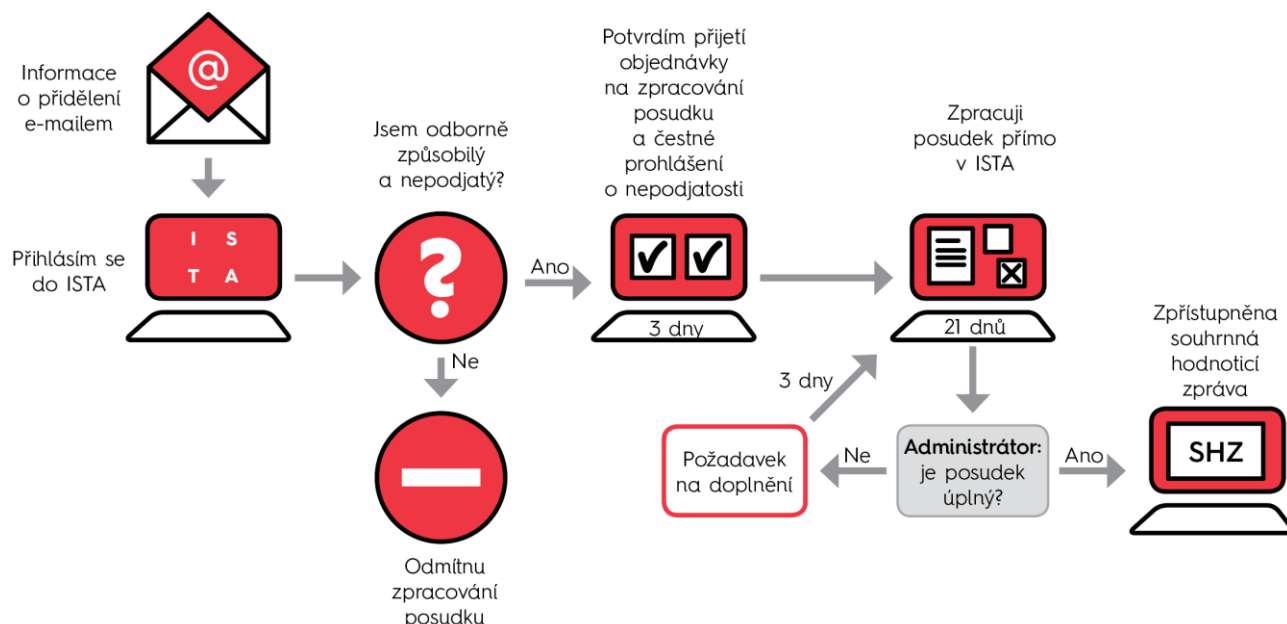 Informace
o přidělení
e-mailem
@
Přihlásím se
do ISTA
I S
T A
Jsem odborně
způsobilý
a nepodjatý?
?
Ano
Ne
Odmítnu
zpracování
posudku
Potvrdím přijetí
objednávky
na zpracování
posudku
a čestné
prohlášení
o nepodjatosti
3 dny
Zpracuji
posudek přímo
v ISTA
21 dnů
Administrátor:
je posudek
úplný?
Ne
Požadavek
na doplnění
3 dny
Ano
Zpřístupněna
souhrnná
hodnoticí
zpráva
SHZ